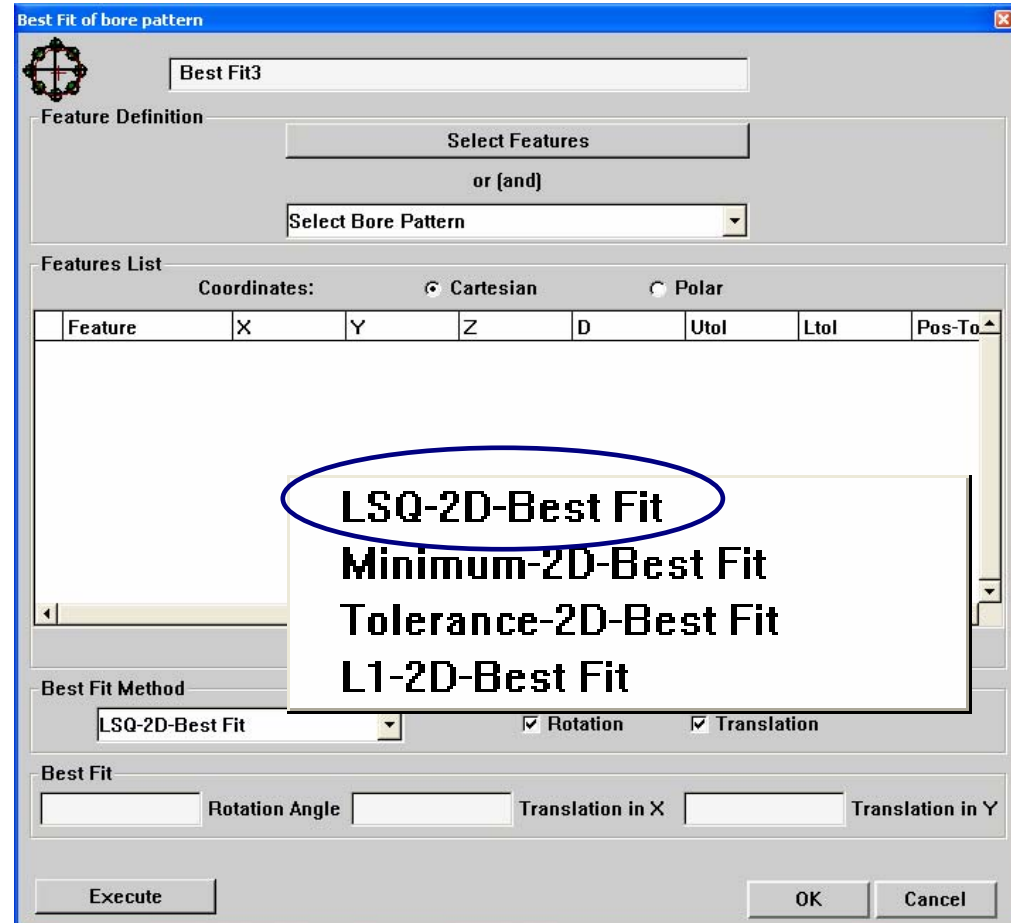 Best Fit of bore pattern
Best Fit3
Feature Definition
Select Features
or (and)
Select Bore Pattern
Features List
Coordinates: Cartesian Polar
Feature X Y Z D Utol Ltol Pos-To
LSQ-2D-Best Fit
Minimum-2D-Best Fit
Tolerance-2D-Best Fit
L1-2D-Best Fit
Best Fit Method
LSQ-2D-Best Fit Rotation Translation
Best Fit
Rotation Angle Translation in X Translation in Y
Execute OK Cancel